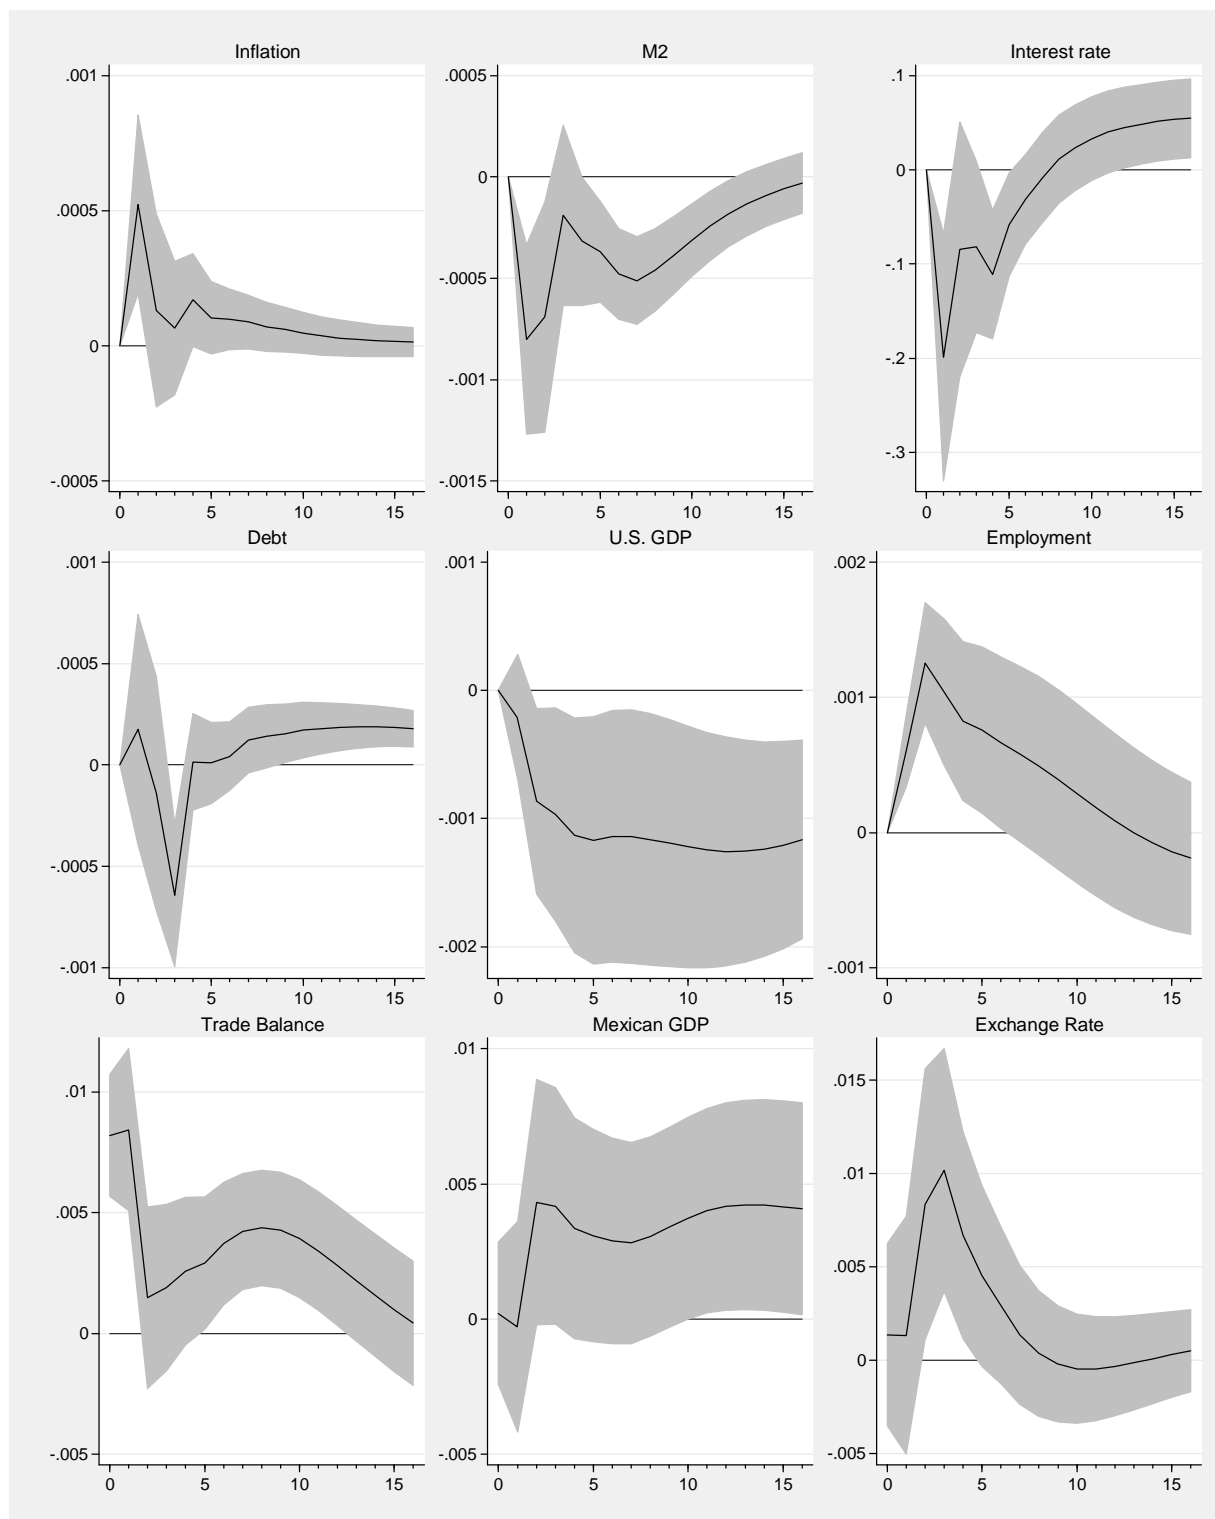 Inflation
.001
.0005
0
-.0005
0 5 10 15
M2
.0005
0
-.0005
-.001
-.0015
0 5 10 15
Interest rate
.1
0
-.1
-.2
-.3
0 5 10 15
Debt
.001
.0005
0
-.0005
-.001
0 5 10 15
U.S. GDP
.001
0
-.001
-.002
0 5 10 15
Employment
.002
.001
0
-.001
0 5 10 15
Trade Balance
.01
.005
0
-.005
0 5 10 15
Mexican GDP
.01
.005
0
-.005
0 5 10 15
Exchange Rate
.015
.01
.005
0
-.005
0 5 10 15